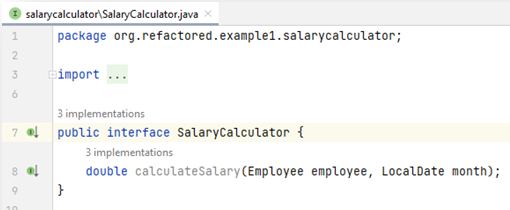 salarycalculator\SalaryCalculator.java
1 package org.refactored.example1.salarycalculator;
2
3 import ...
6
3 implementations
7 public interface SalaryCalculator {
3 implementations
8 double calculateSalary(Employee employee, LocalDate month);
9 }
10